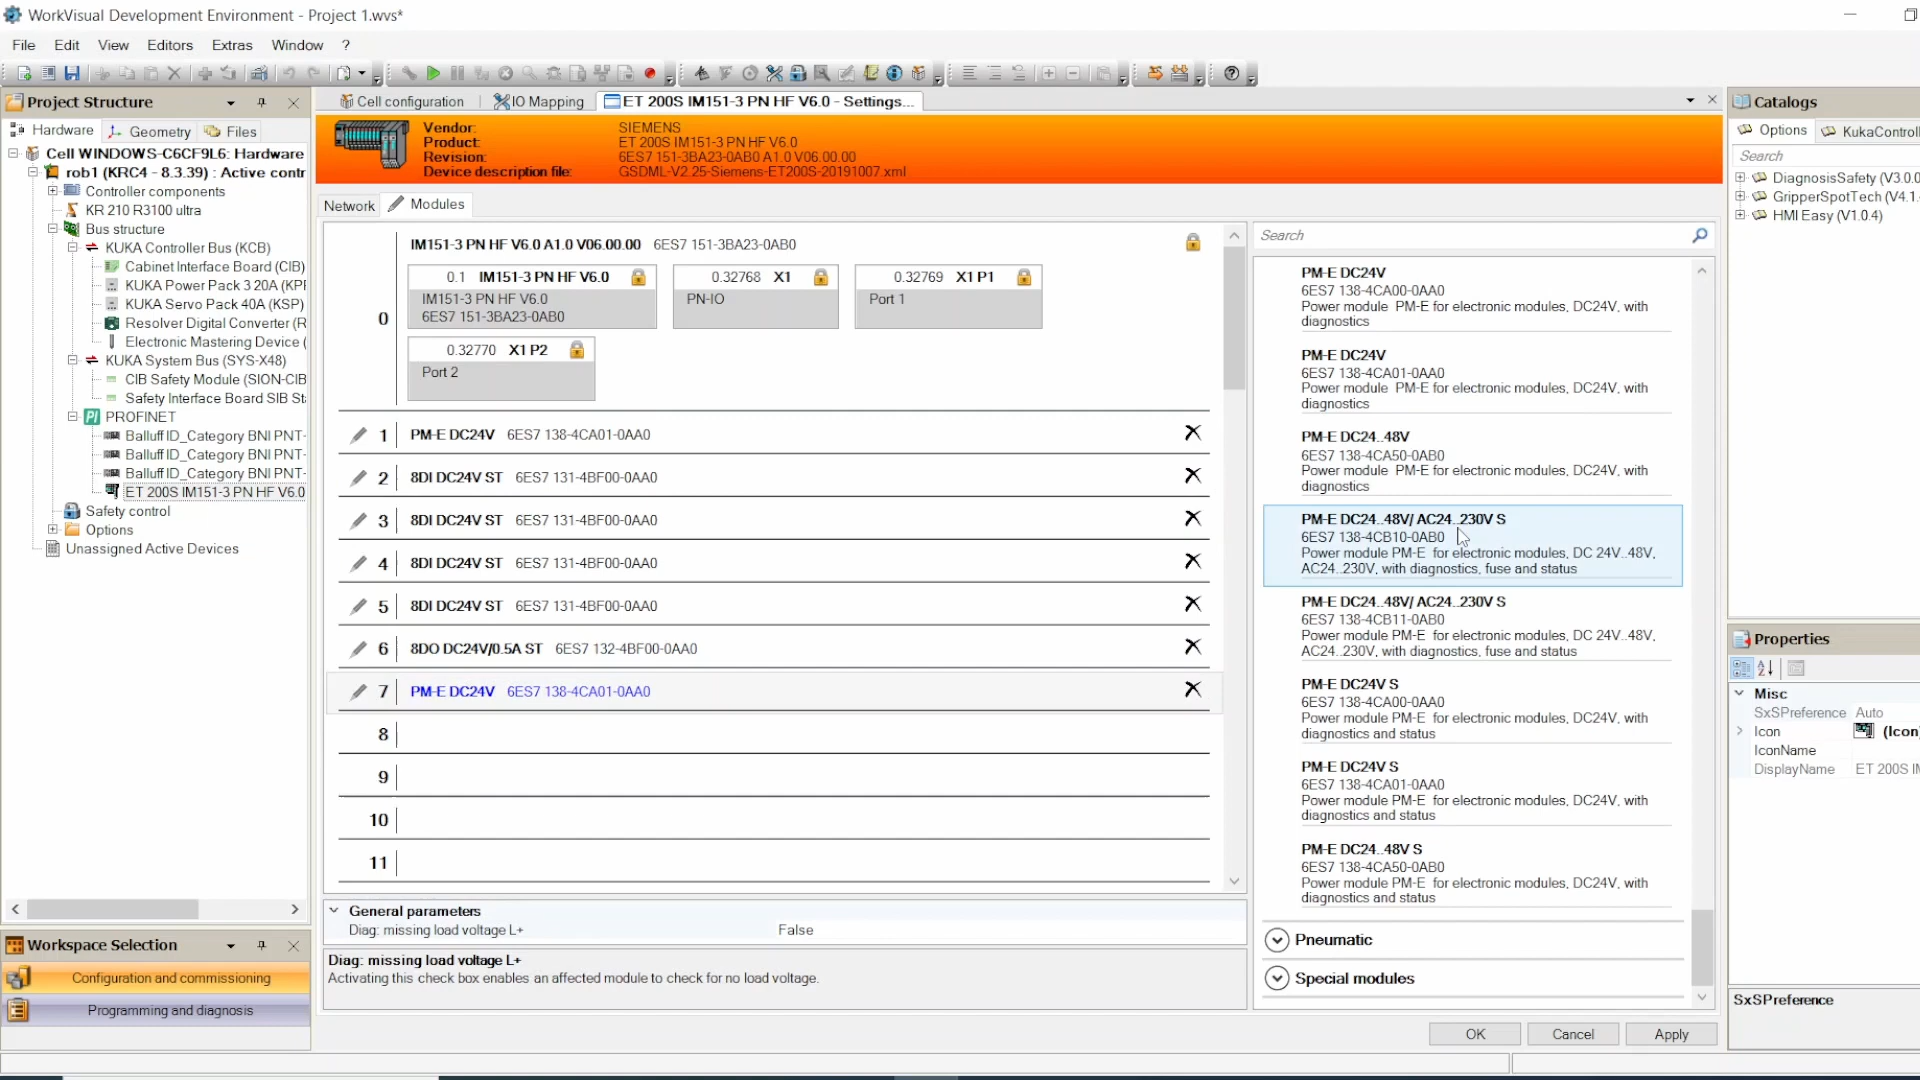 WorkVisual Development Environment - Project 1.wvs*
File Edit View Editors Extras Window ?
Project Structure
Hardware Geometry Files
Cell WINDOWS-C6CF9L6: Hardware
rob1 (KRC4 - 8.3.39) : Active contr
Controller components
KR 210 R3100 ultra
Bus structure
KUKA Controller Bus (KCB)
Cabinet Interface Board (CIB)
KUKA Power Pack 3 20A (KPF
KUKA Servo Pack 40A (KSP)
Resolver Digital Converter (R
Electronic Mastering Device (
KUKA System Bus (SYS-X48)
CIB Safety Module (SION-CIB
Safety Interface Board SIB St
PROFINET
Balluff ID_Category BNI PNT-
Balluff ID_Category BNI PNT-
Balluff ID_Category BNI PNT-
ET 200S IM151-3 PN HF V6.0
Safety control
Options
Unassigned Active Devices
Workspace Selection
Configuration and commissioning
Programming and diagnosis
Cell configuration IO Mapping ET 200S IM151-3 PN HF V6.0 - Settings...
Vendor: SIEMENS
Product: ET 200S IM151-3 PN HF V6.0
Revision: 6ES7 151-3BA23-0AB0 A1.0 V06.00.00
Device description file: GSDML-V2.25-Siemens-ET200S-20191007.xml
Network Modules
0
IM151-3 PN HF V6.0 A1.0 V06.00.00 6ES7 151-3BA23-0AB0
0.1 IM151-3 PN HF V6.0
IM151-3 PN HF V6.0
6ES7 151-3BA23-0AB0
0.32768 X1
PN-IO
0.32769 X1 P1
Port 1
0.32770 X1 P2
Port 2
1 PM-E DC24V 6ES7 138-4CA01-0AA0
2 8DI DC24V ST 6ES7 131-4BF00-0AA0
3 8DI DC24V ST 6ES7 131-4BF00-0AA0
4 8DI DC24V ST 6ES7 131-4BF00-0AA0
5 8DI DC24V ST 6ES7 131-4BF00-0AA0
6 8DO DC24V/0.5A ST 6ES7 132-4BF00-0AA0
7 PM-E DC24V 6ES7 138-4CA01-0AA0
8
9
10
11
General parameters
Diag: missing load voltage L+ False
Diag: missing load voltage L+
Activating this check box enables an affected module to check for no load voltage.
Search
PM-E DC24V
6ES7 138-4CA00-0AA0
Power module PM-E for electronic modules, DC24V, with
diagnostics
PM-E DC24V
6ES7 138-4CA01-0AA0
Power module PM-E for electronic modules, DC24V, with
diagnostics
PM-E DC24..48V
6ES7 138-4CA50-0AB0
Power module PM-E for electronic modules, DC24V, with
diagnostics
PM-E DC24..48V/ AC24..230V S
6ES7 138-4CB10-0AB0
Power module PM-E for electronic modules, DC 24V..48V,
AC24..230V, with diagnostics, fuse and status
PM-E DC24..48V/ AC24..230V S
6ES7 138-4CB11-0AB0
Power module PM-E for electronic modules, DC 24V..48V,
AC24..230V, with diagnostics, fuse and status
PM-E DC24V S
6ES7 138-4CA00-0AA0
Power module PM-E for electronic modules, DC24V, with
diagnostics and status
PM-E DC24V S
6ES7 138-4CA01-0AA0
Power module PM-E for electronic modules, DC24V, with
diagnostics and status
PM-E DC24..48V S
6ES7 138-4CA50-0AB0
Power module PM-E for electronic modules, DC24V, with
diagnostics and status
Pneumatic
Special modules
OK Cancel Apply
Catalogs
Options KukaControll
Search
DiagnosisSafety (V3.0.0
GripperSpotTech (V4.1.
HMI Easy (V1.0.4)
Properties
Misc
SxSPreference Auto
Icon (Icon)
IconName
DisplayName ET 200S IM
SxSPreference